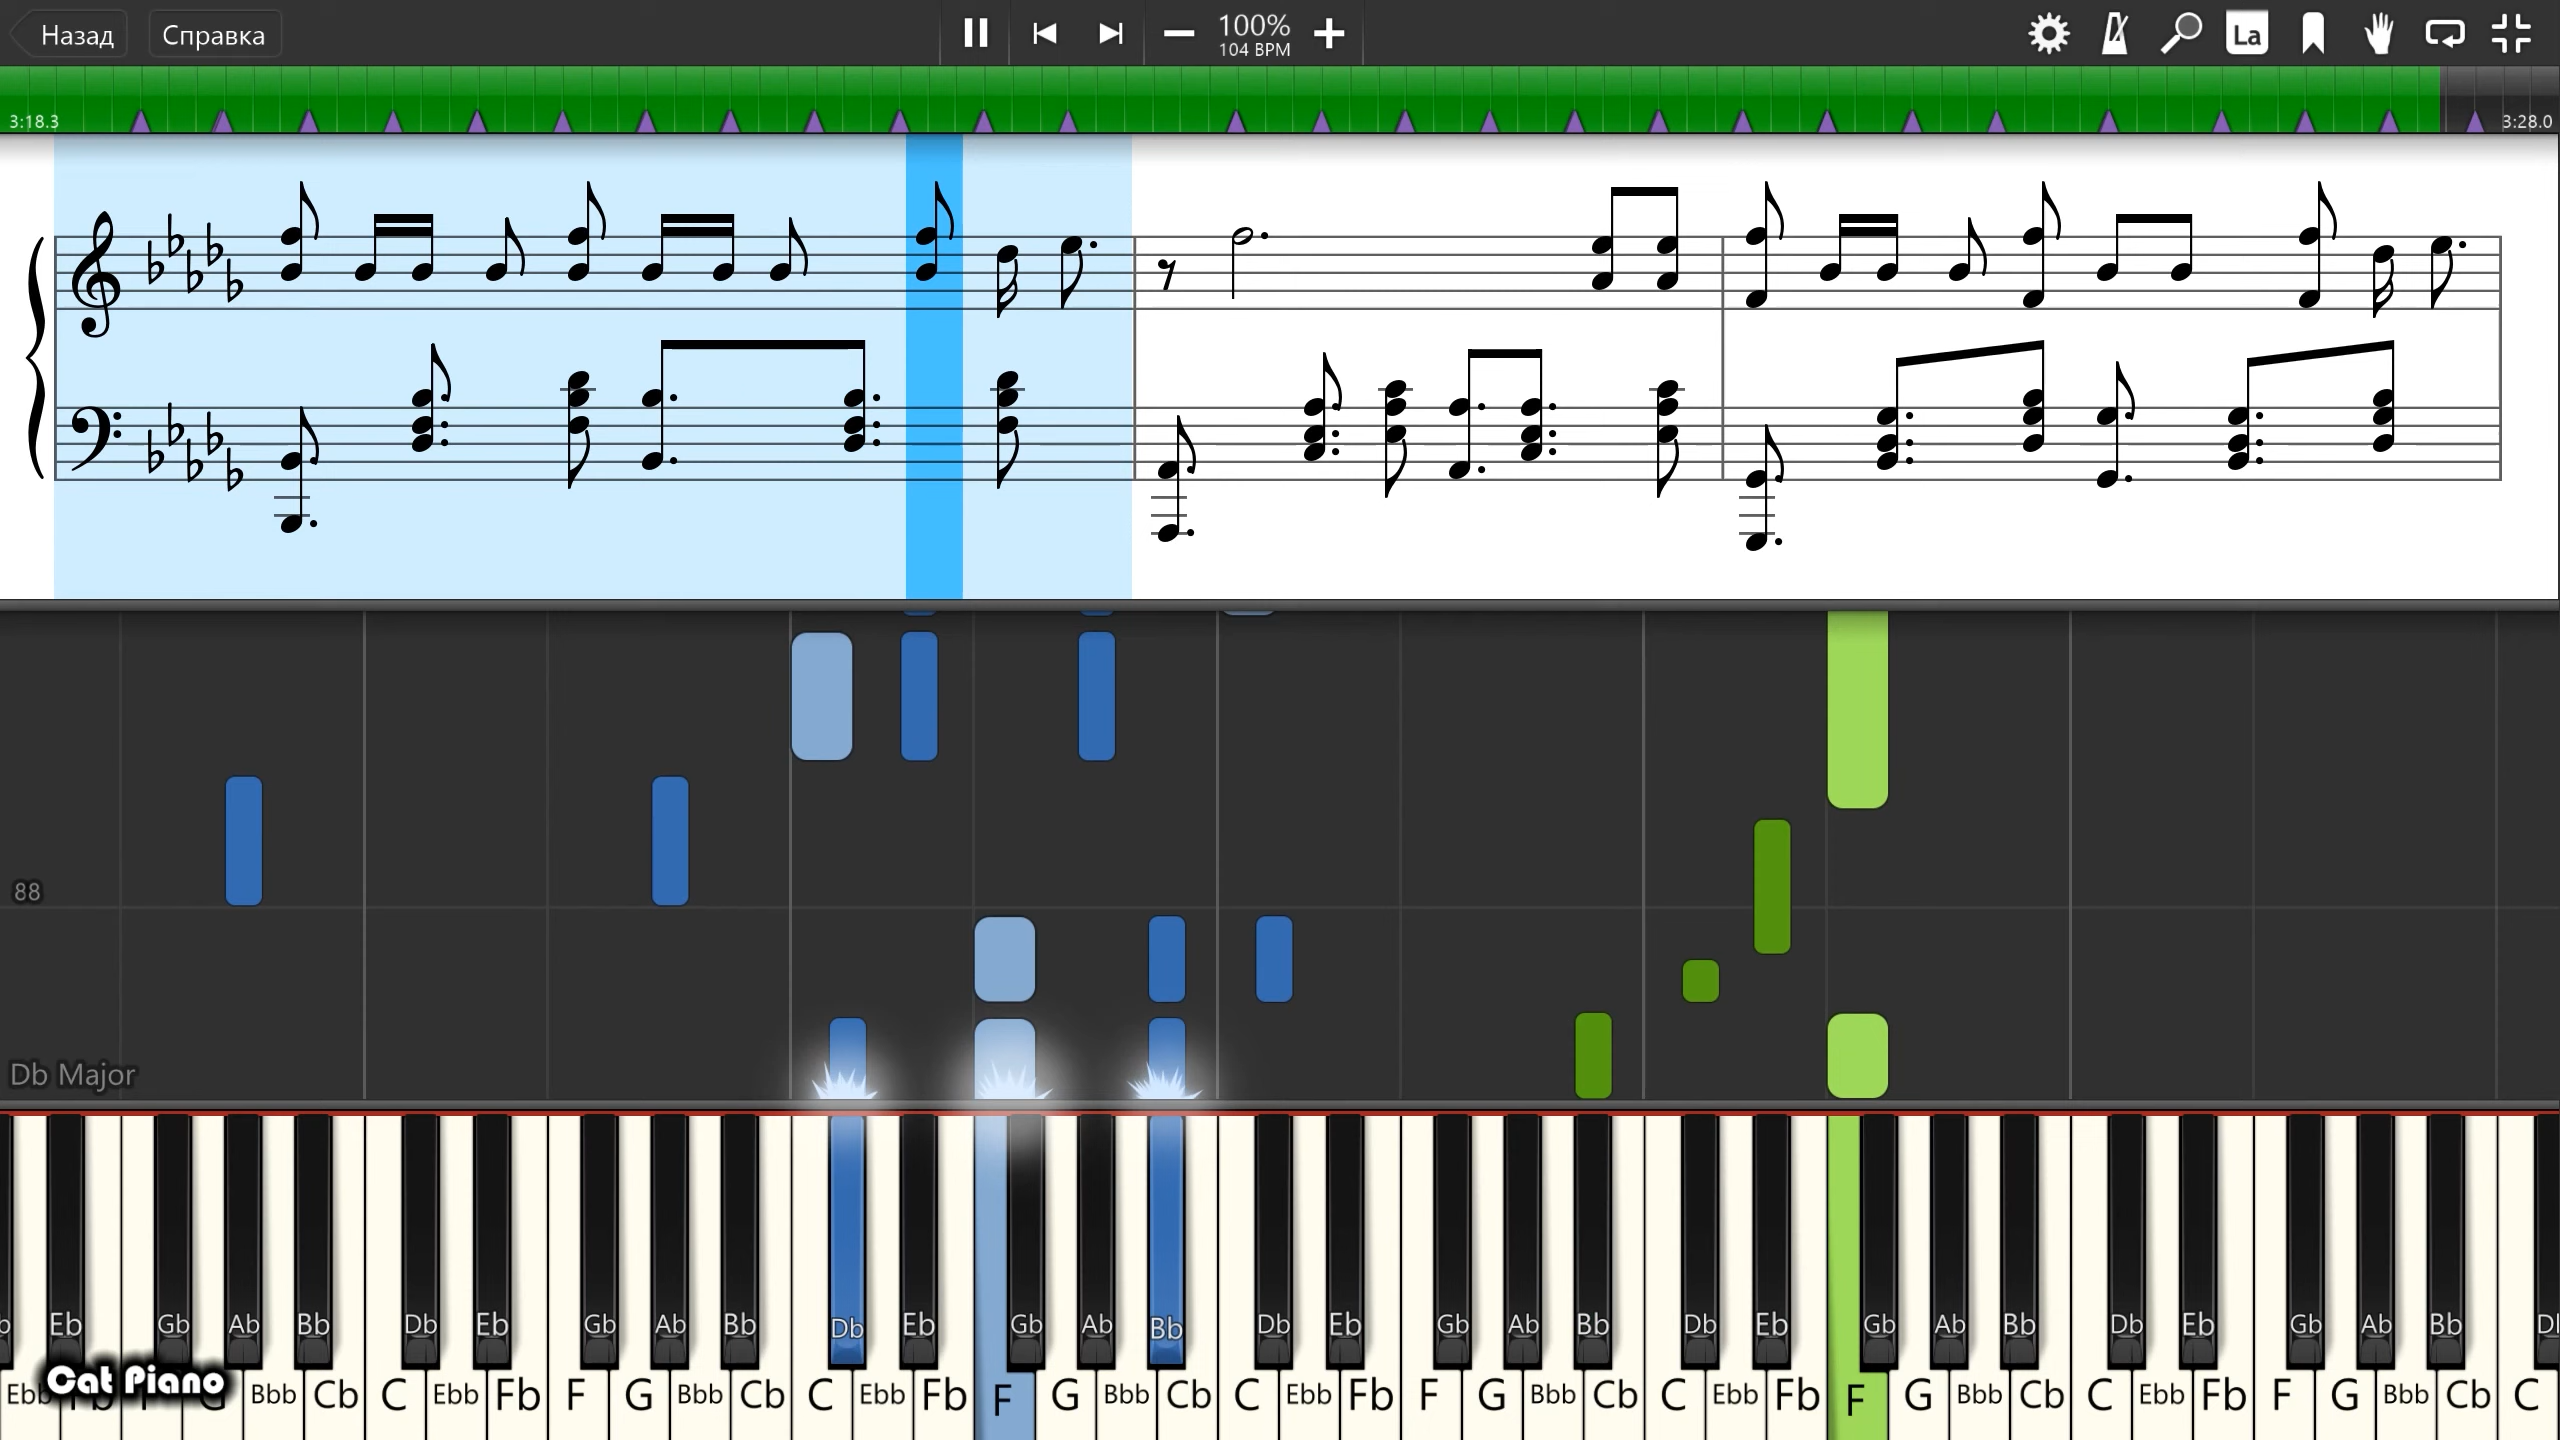 Назад Справка 100% La
104 BPM
3:18.3 3:28.0
88
Db Major
Eb Gb Ab Bb Db Eb Gb Ab Bb Db Eb Gb Ab Bb Db Eb Gb Ab Bb Db Eb Gb Ab Bb Db Eb Gb Ab Bb
Cat Piano
Ebb Fb F G Bbb Cb C Ebb Fb F G Bbb Cb C Ebb Fb F G Bbb Cb C Ebb Fb F G Bbb Cb C Ebb Fb F G Bbb Cb C Ebb Fb F G Bbb Cb C